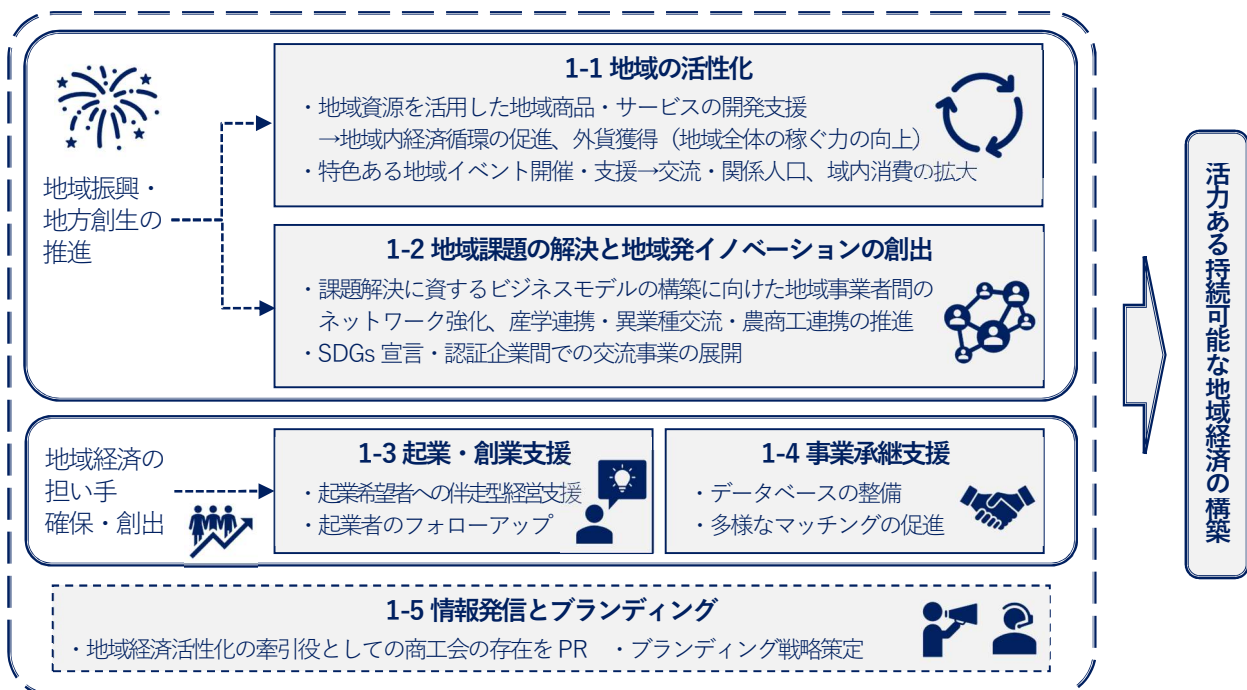 地域振興・
地方創生の
推進
1-1 地域の活性化
・地域資源を活用した地域商品・サービスの開発支援
→地域内経済循環の促進、外貨獲得（地域全体の稼ぐ力の向上）
・特色ある地域イベント開催・支援→交流・関係人口、域内消費の拡大
1-2 地域課題の解決と地域発イノベーションの創出
・課題解決に資するビジネスモデルの構築に向けた地域事業者間の
ネットワーク強化、産学連携・異業種交流・農商工連携の推進
・SDGs 宣言・認証企業間での交流事業の展開
地域経済の
担い手
確保・創出
1-3 起業・創業支援
・起業希望者への伴走型経営支援
・起業者のフォローアップ
1-4 事業承継支援
・データベースの整備
・多様なマッチングの促進
1-5 情報発信とブランディング
・地域経済活性化の牽引役としての商工会の存在を PR ・ブランディング戦略策定
活力ある持続可能な地域経済の構築